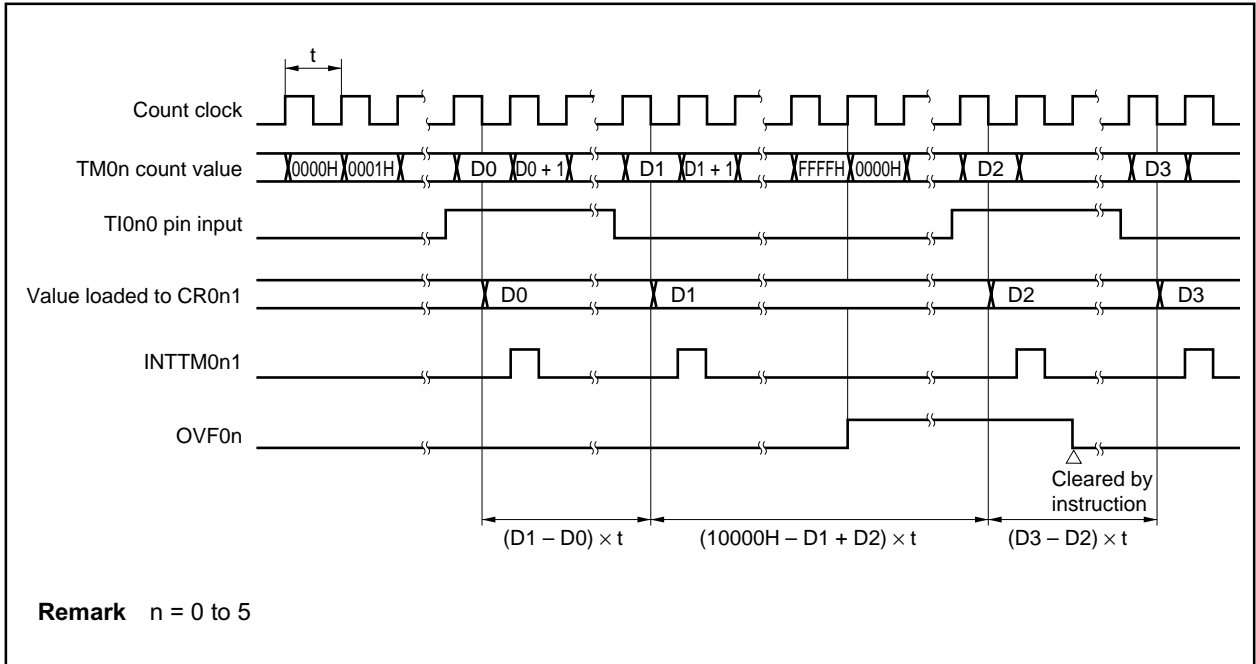 t
Count clock
TM0n count value 0000H 0001H D0 D0 + 1 D1 D1 + 1 FFFFH 0000H D2 D3
TI0n0 pin input
Value loaded to CR0n1 D0 D1 D2 D3
INTTM0n1
OVF0n
Cleared by
instruction
(D1 – D0) × t (10000H – D1 + D2) × t (D3 – D2) × t
Remark n = 0 to 5